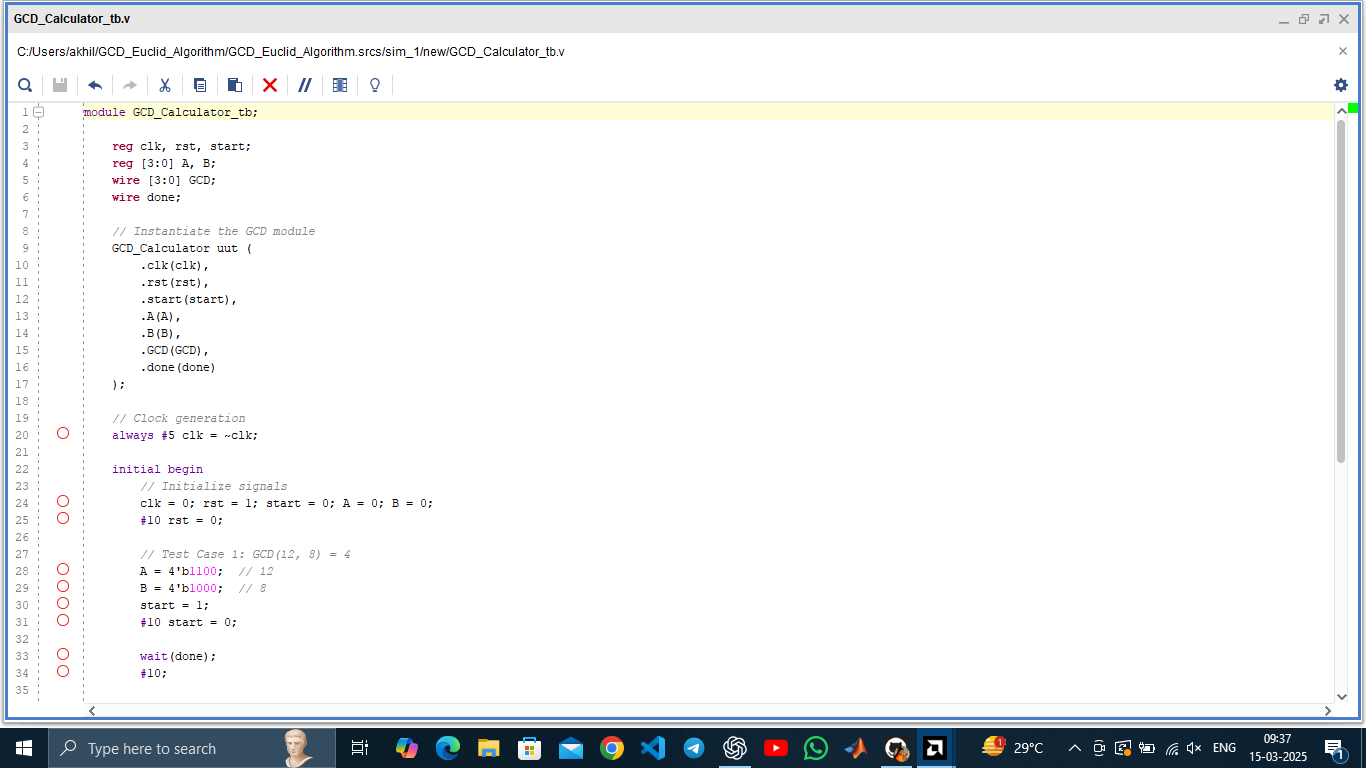 GCD_Calculator_tb.v
C:/Users/akhil/GCD_Euclid_Algorithm/GCD_Euclid_Algorithm.srcs/sim_1/new/GCD_Calculator_tb.v
1 module GCD_Calculator_tb;
2
3     reg clk, rst, start;
4     reg [3:0] A, B;
5     wire [3:0] GCD;
6     wire done;
7
8     // Instantiate the GCD module
9     GCD_Calculator uut (
10         .clk(clk),
11         .rst(rst),
12         .start(start),
13         .A(A),
14         .B(B),
15         .GCD(GCD),
16         .done(done)
17     );
18
19     // Clock generation
20     always #5 clk = ~clk;
21
22     initial begin
23         // Initialize signals
24         clk = 0; rst = 1; start = 0; A = 0; B = 0;
25         #10 rst = 0;
26
27         // Test Case 1: GCD(12, 8) = 4
28         A = 4'b1100;  // 12
29         B = 4'b1000;  // 8
30         start = 1;
31         #10 start = 0;
32
33         wait(done);
34         #10;
35
Type here to search
1
29°C
ENG
09:37
15-03-2025
1